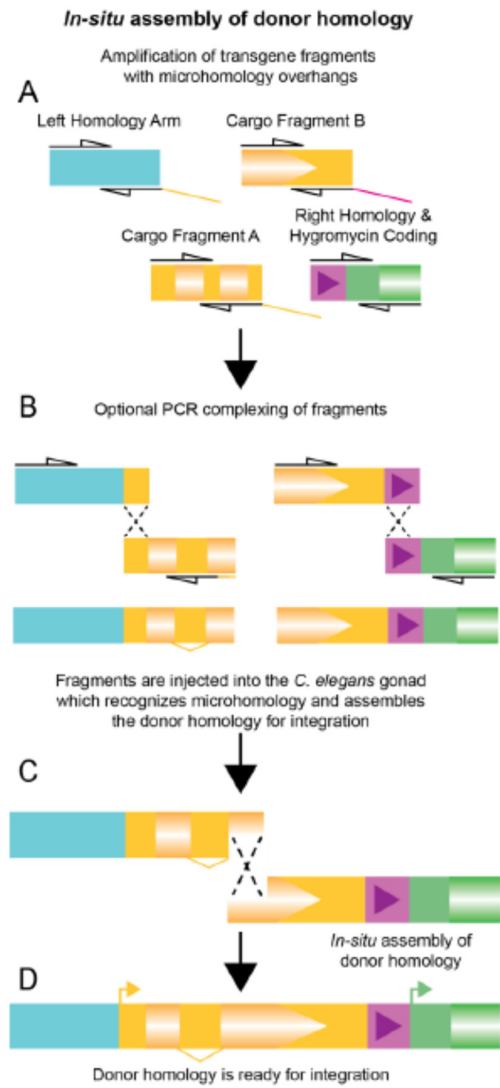 In-situ assembly of donor homology
Amplification of transgene fragments
with microhomology overhangs
A
Left Homology Arm
Cargo Fragment B
Cargo Fragment A
Right Homology &
Hygromycin Coding
B
Optional PCR complexing of fragments
Fragments are injected into the C. elegans gonad
which recognizes microhomology and assembles
the donor homology for integration
C
In-situ assembly of
donor homology
D
Donor homology is ready for integration